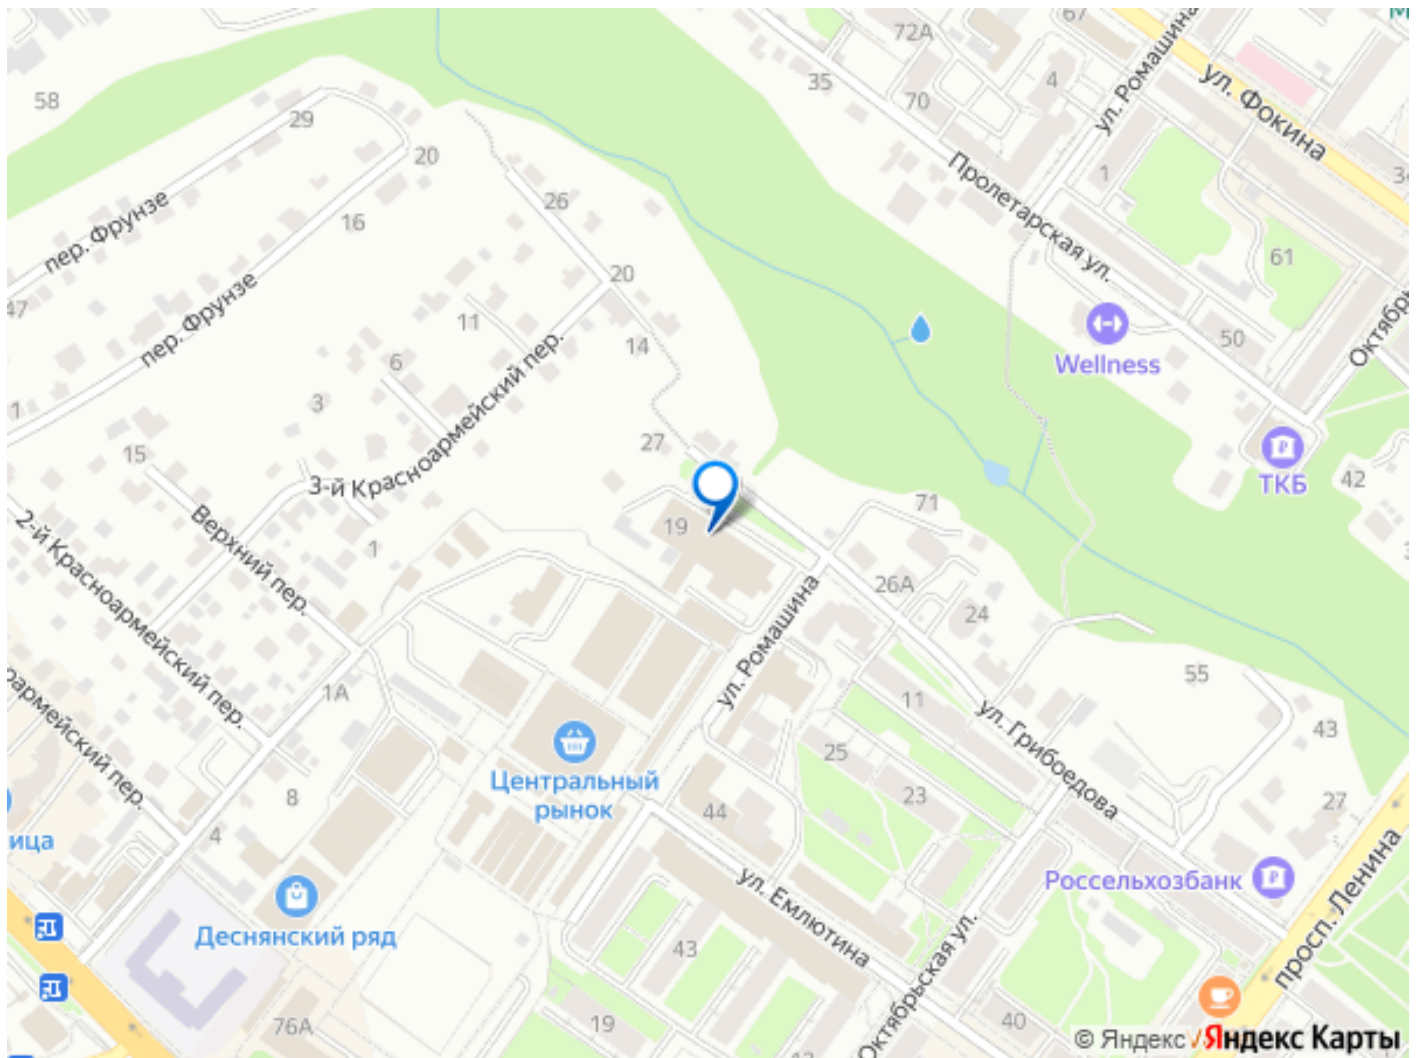 67
72А
ул. Ромашина
ул. Фокина
58
35
70
4
29
20
Пролетарская ул.
1
пер. Фрунзе
16
26
61
47
пер. Фрунзе
20
Wellness
50
11
14
6
3
1
3-й Красноармейский пер.
27
15
ТКБ
42
2-й Красноармейский пер.
Верхний пер.
1
19
71
26А
24
ул. Ромашина
55
1А
11
ул. Грибоедова
43
25
Центральный
рынок
8
23
27
44
4
ица
Россельхозбанк
просп. Ленина
ул. Емлютина
Деснянский ряд
43
Октябрьская ул.
76А
19
40
© Яндекс
Яндекс Карты